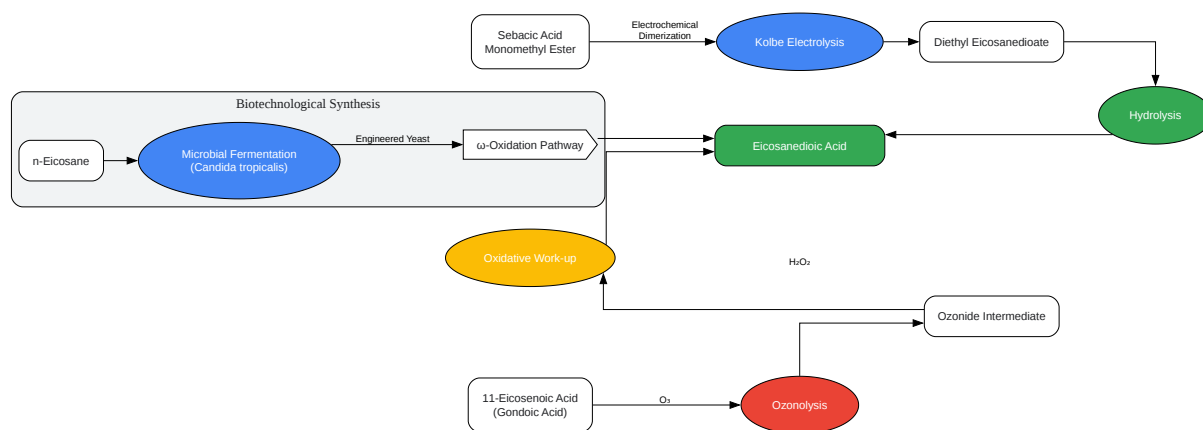 Sebacic Acid
Monomethyl Ester
Electrochemical
Dimerization
Kolbe Electrolysis
Diethyl Eicosanedioate
Hydrolysis
Biotechnological Synthesis
n-Eicosane
Microbial Fermentation
(Candida tropicalis)
Engineered Yeast
ω-Oxidation Pathway
Eicosanedioic Acid
Oxidative Work-up
H₂O₂
Ozonide Intermediate
11-Eicosenoic Acid
(Gondoic Acid)
O₃
Ozonolysis